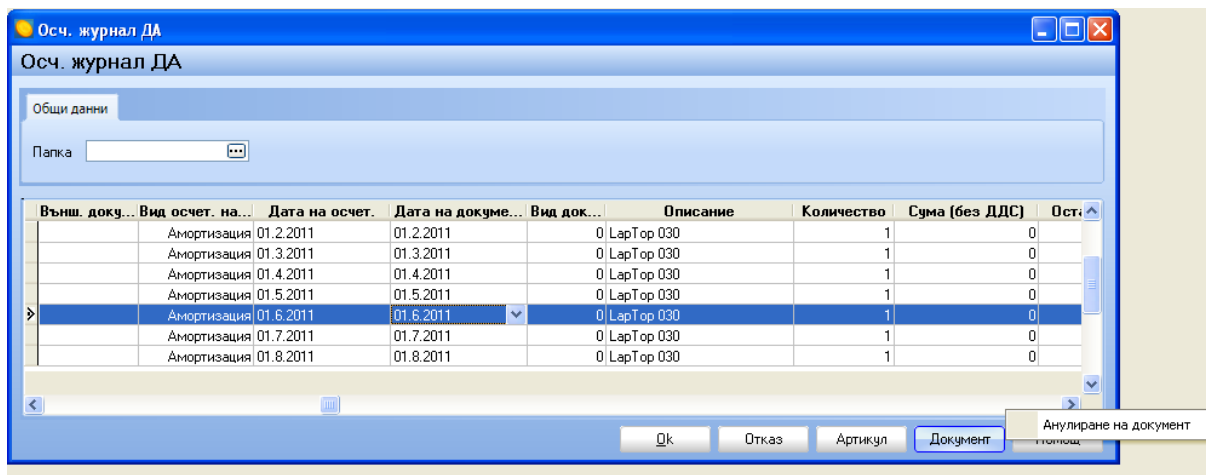 Осч. журнал ДА
Осч. журнал ДА
Общи данни
Папка
Външ. доку... Вид осчет. на... Дата на осчет. Дата на докуме... Вид док... Описание Количество Сума (без ДДС)
Амортизация 01.2.2011 01.2.2011 0 LapTop 030 1 0
Амортизация 01.3.2011 01.3.2011 0 LapTop 030 1 0
Амортизация 01.4.2011 01.4.2011 0 LapTop 030 1 0
Амортизация 01.5.2011 01.5.2011 0 LapTop 030 1 0
Амортизация 01.6.2011 01.6.2011 0 LapTop 030 1 0
Амортизация 01.7.2011 01.7.2011 0 LapTop 030 1 0
Амортизация 01.8.2011 01.8.2011 0 LapTop 030 1 0
Ok Отказ Артикул Документ
Анулиране на документ